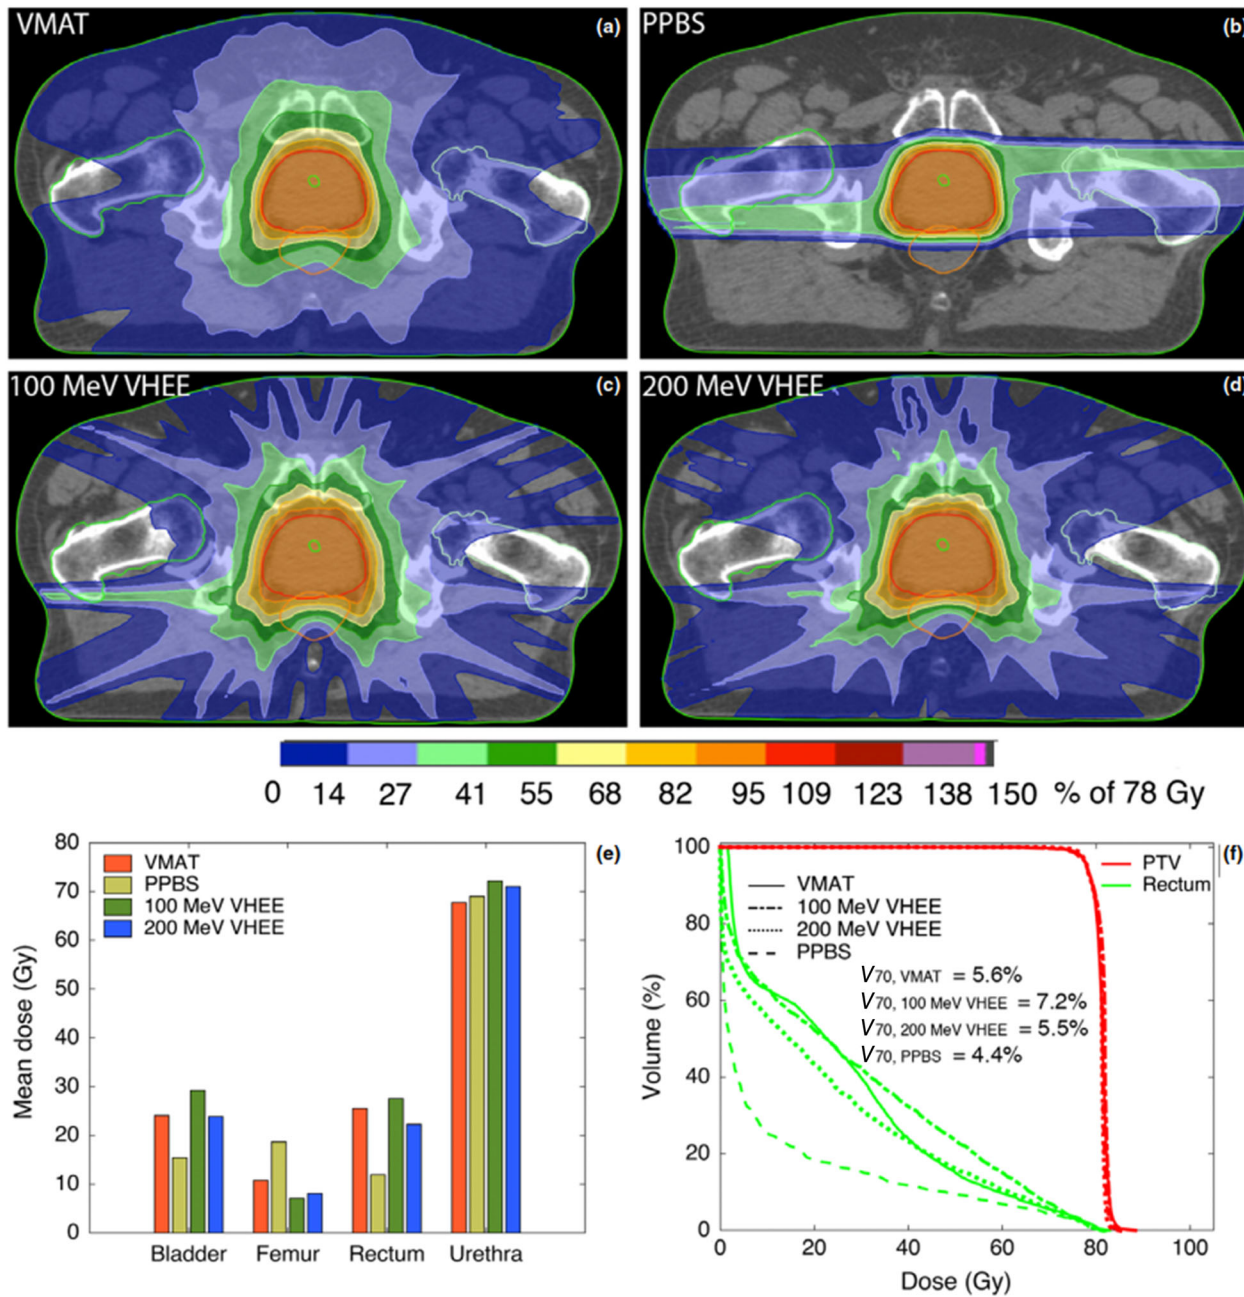 VMAT (a)
PPBS (b)
100 MeV VHEE (c)
200 MeV VHEE (d)
0 14 27 41 55 68 82 95 109 123 138 150 % of 78 Gy
(e)
80
70
60
50
40
30
20
10
0
Mean dose (Gy)
VMAT
PPBS
100 MeV VHEE
200 MeV VHEE
Bladder Femur Rectum Urethra
(f)
100
80
60
40
20
0
Volume (%)
VMAT
100 MeV VHEE
200 MeV VHEE
PPBS
PTV
Rectum
V70, VMAT = 5.6%
V70, 100 MeV VHEE = 7.2%
V70, 200 MeV VHEE = 5.5%
V70, PPBS = 4.4%
0 20 40 60 80 100
Dose (Gy)